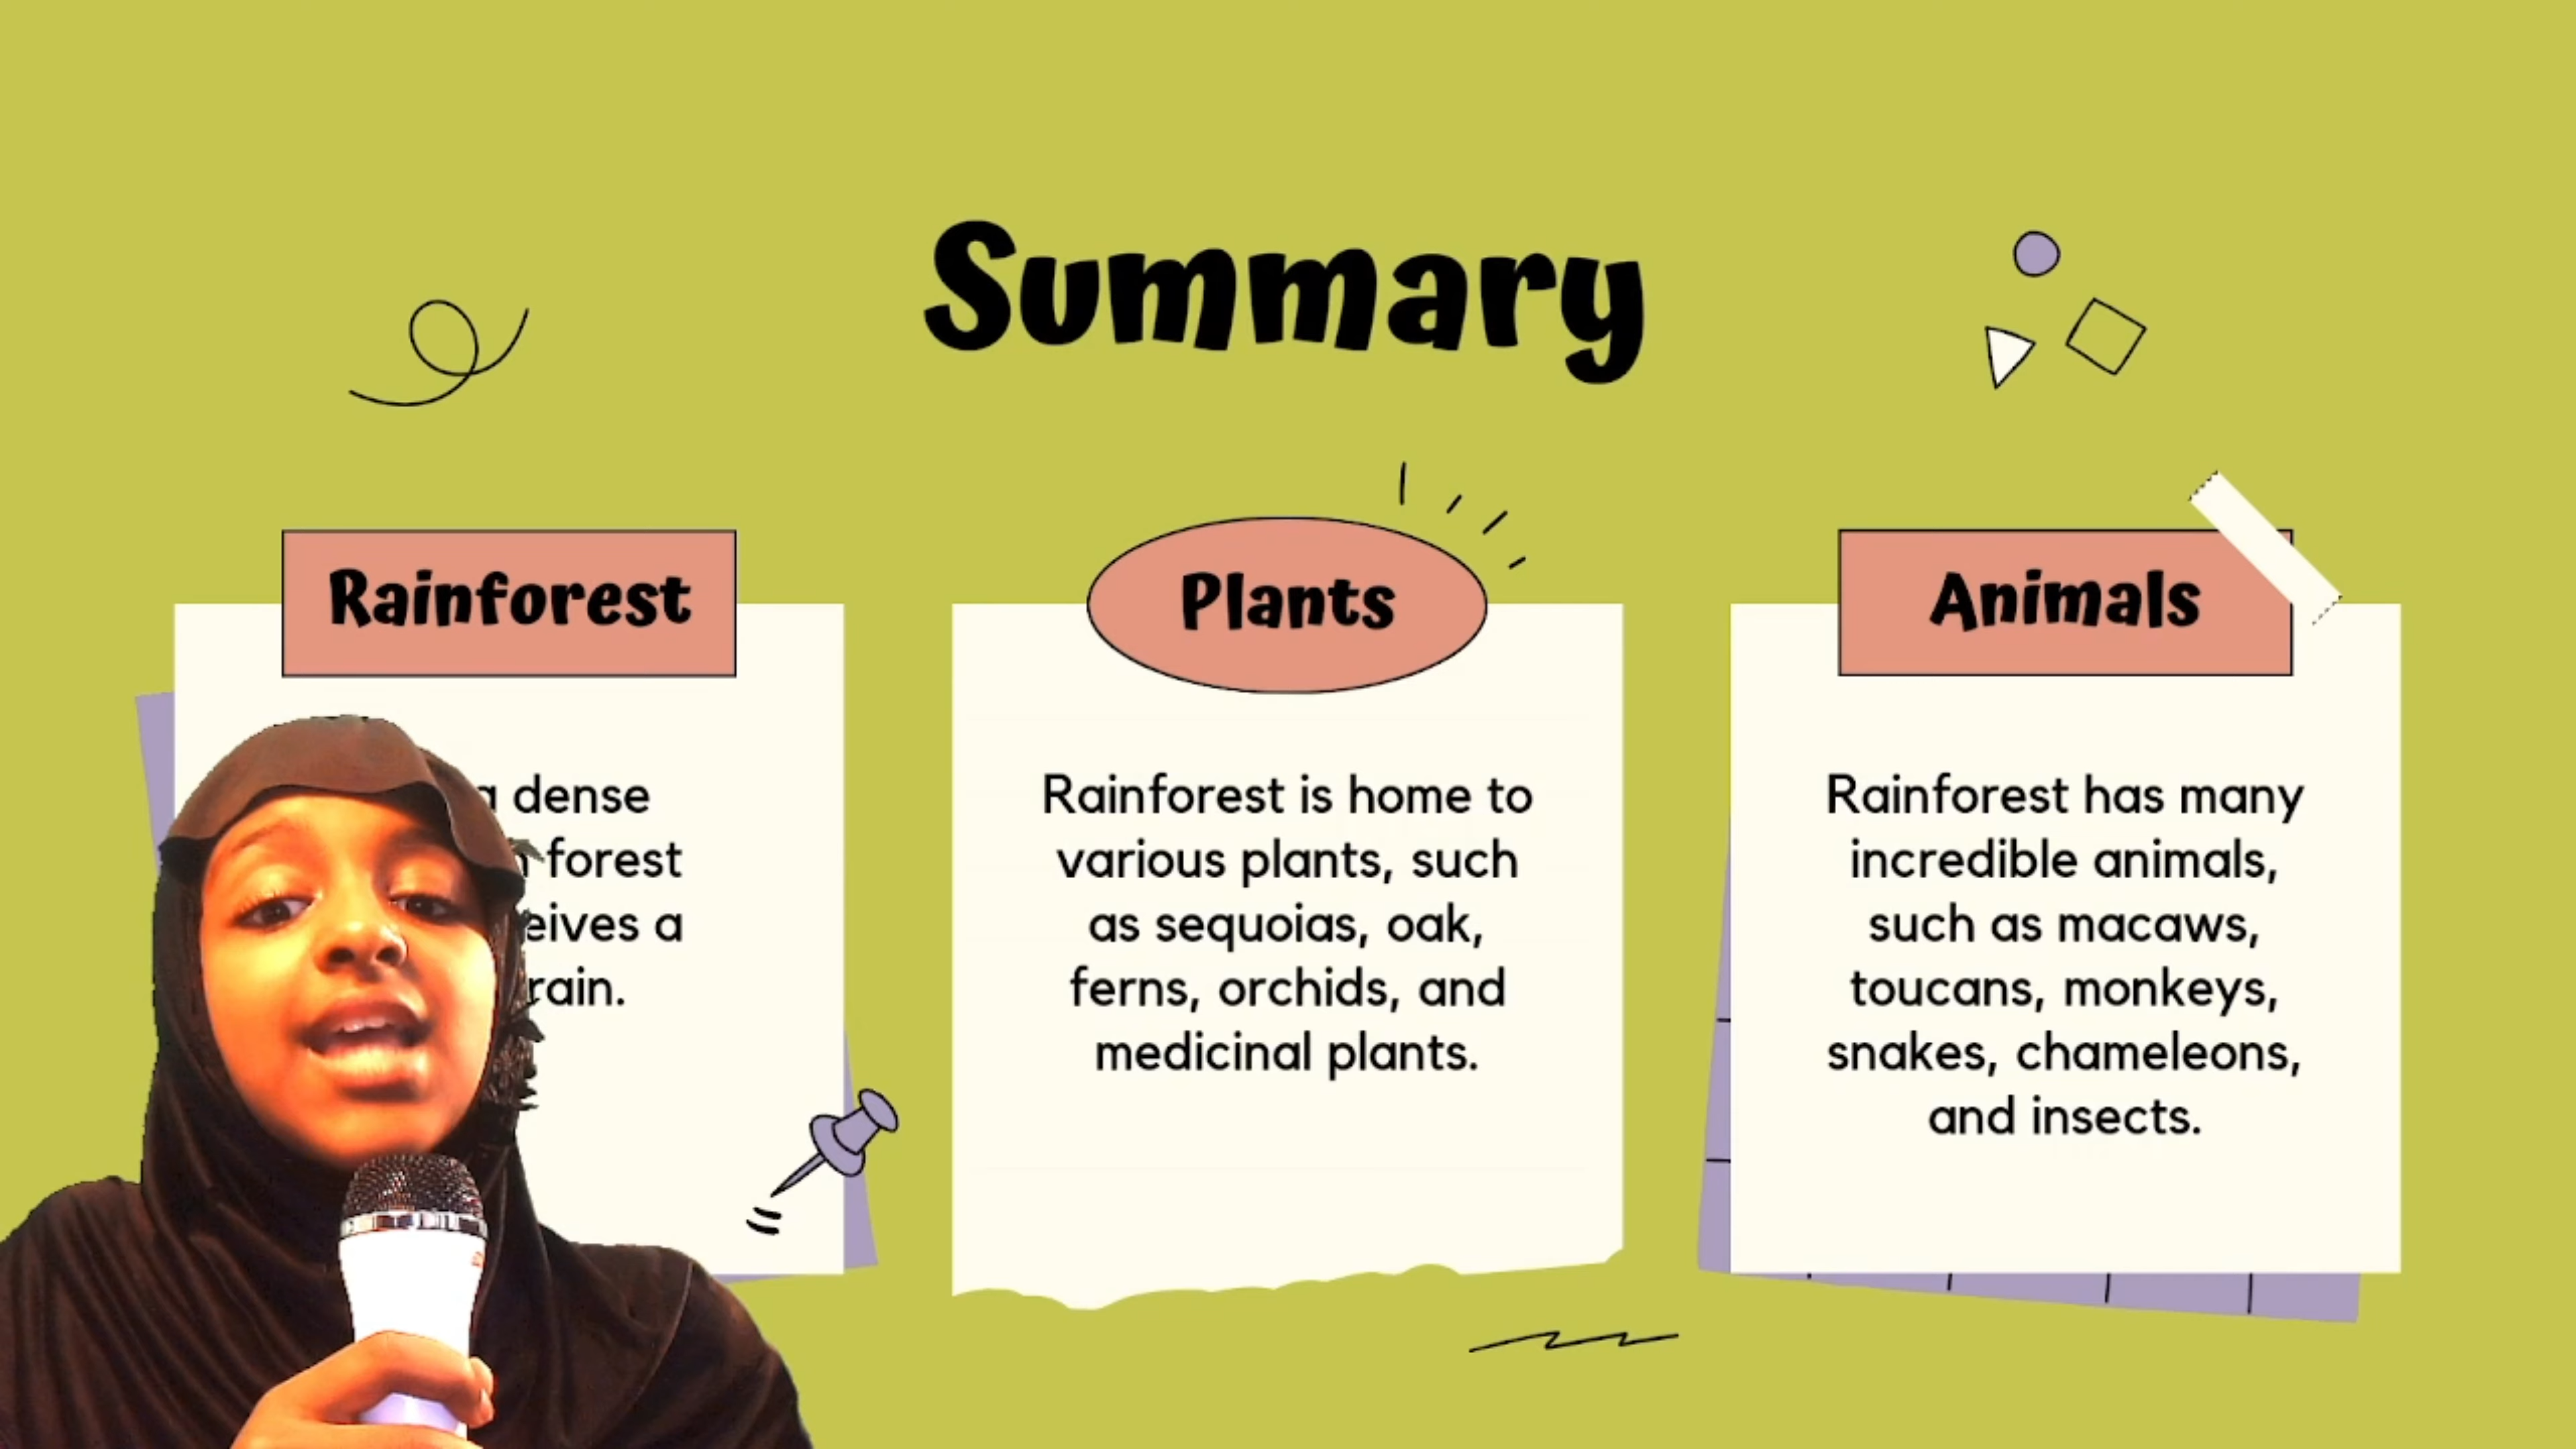 Summary
Rainforest
dense
forest
a
rain.
Plants
Rainforest is home to
various plants, such
as sequoias, oak,
ferns, orchids, and
medicinal plants.
Animals
Rainforest has many
incredible animals,
such as macaws,
toucans, monkeys,
snakes, chameleons,
and insects.